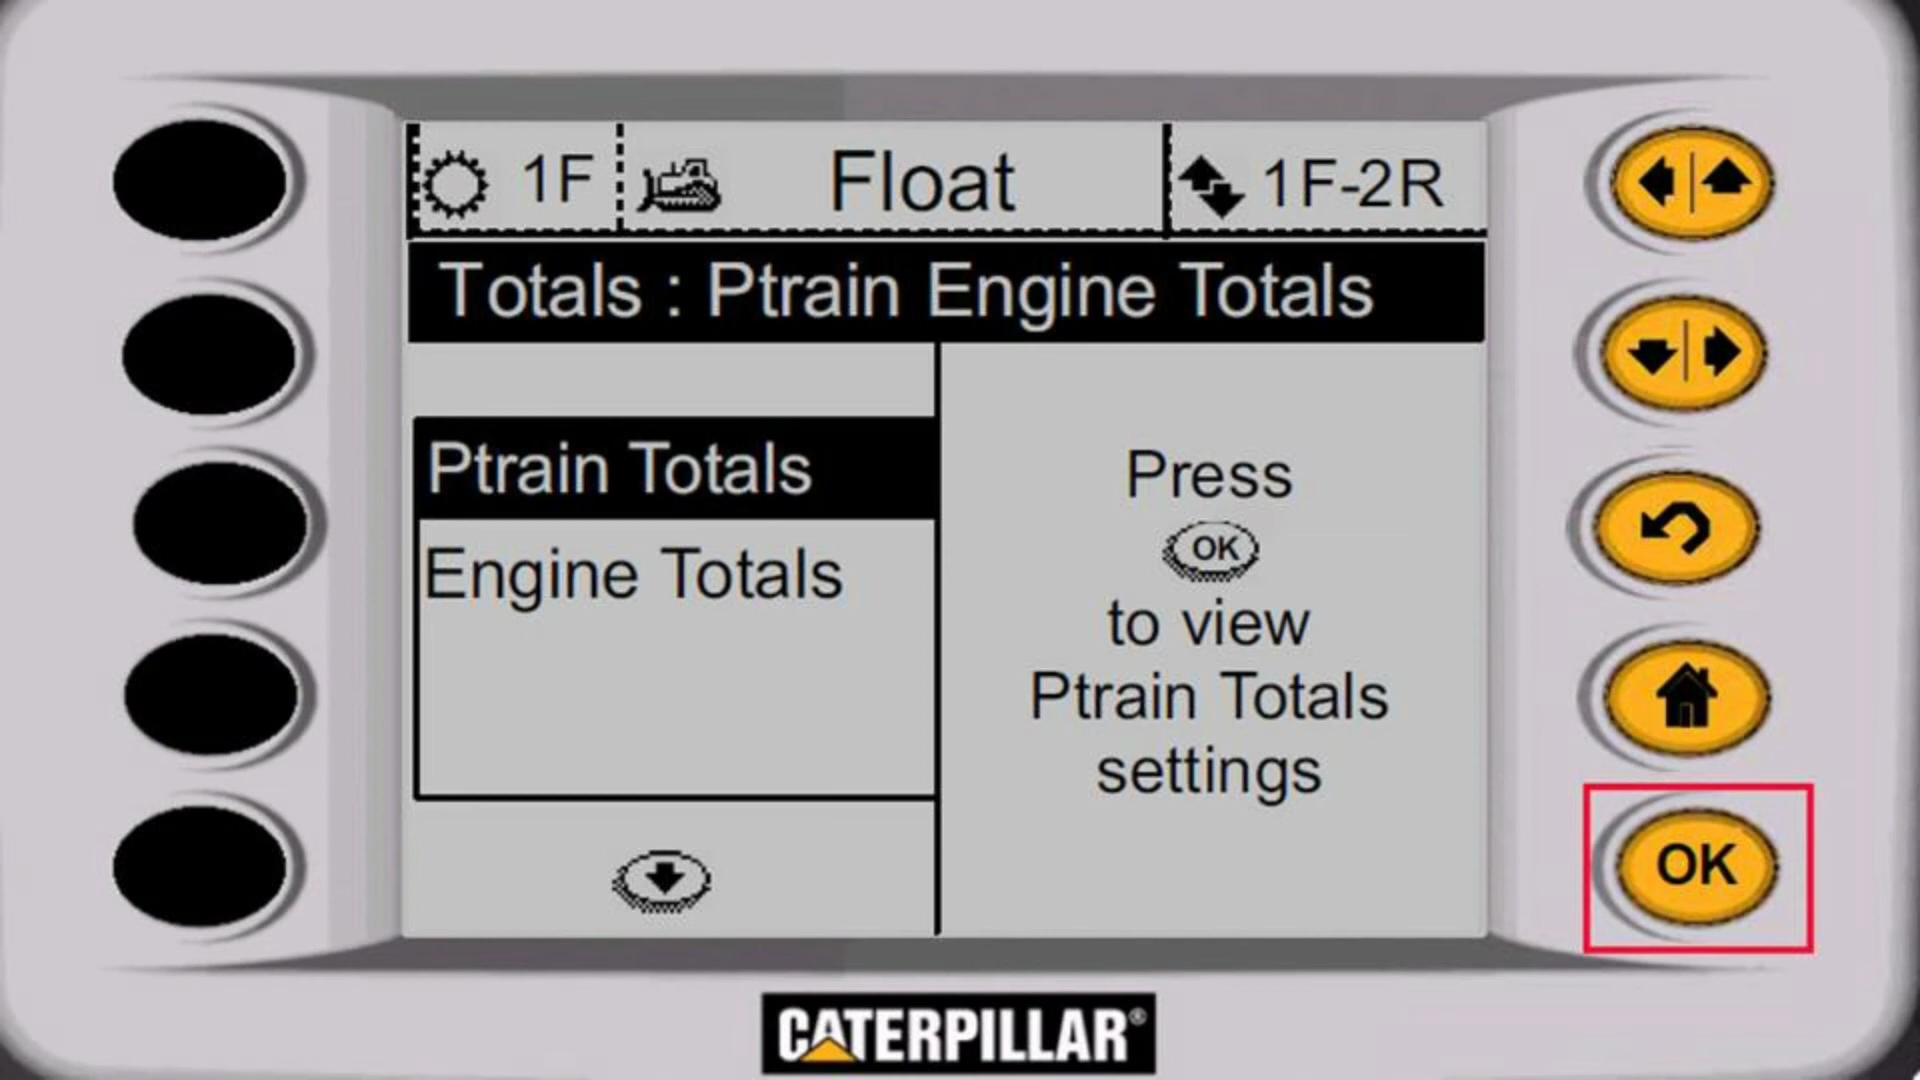 1F Float 1F-2R
Totals : Ptrain Engine Totals
Ptrain Totals
Engine Totals
Press
OK
to view
Ptrain Totals
settings
OK
CATERPILLAR®